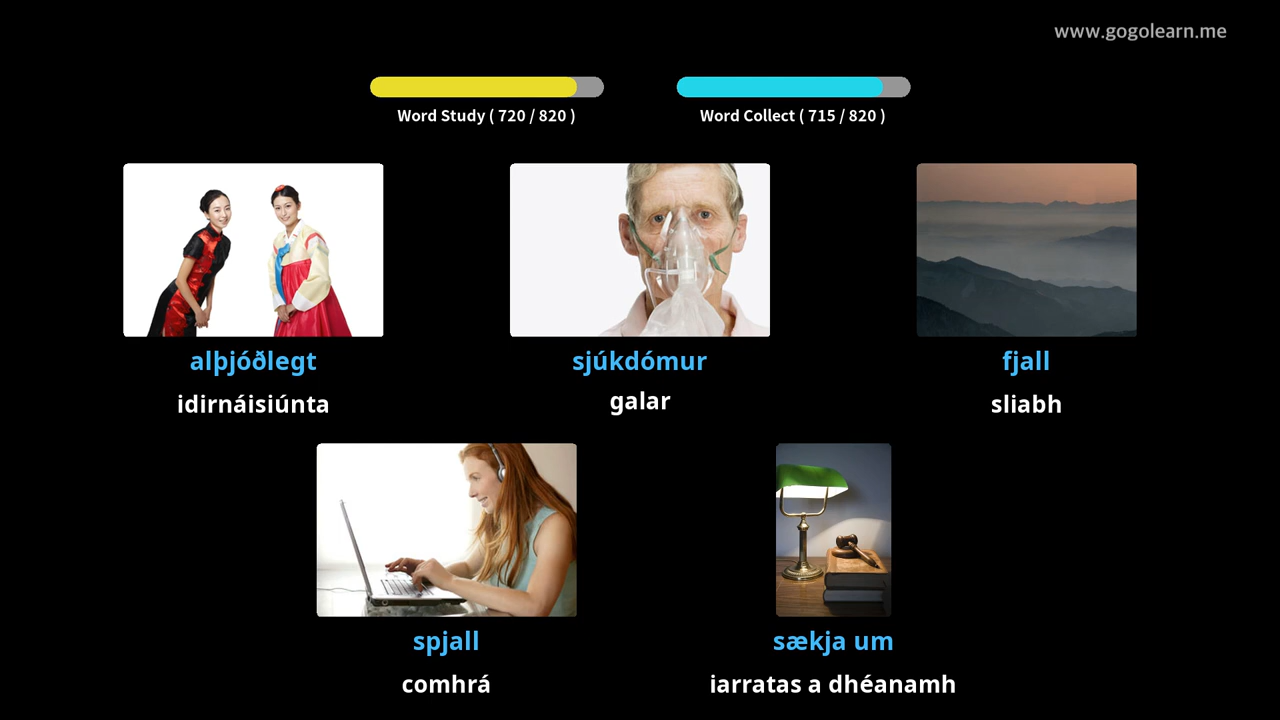 www.gogolearn.me
Word Study ( 720 / 820 )
Word Collect ( 715 / 820 )
alþjóðlegt
idirnáisiúnta
sjúkdómur
galar
fjall
sliabh
spjall
comhrá
sækja um
iarratas a dhéanamh